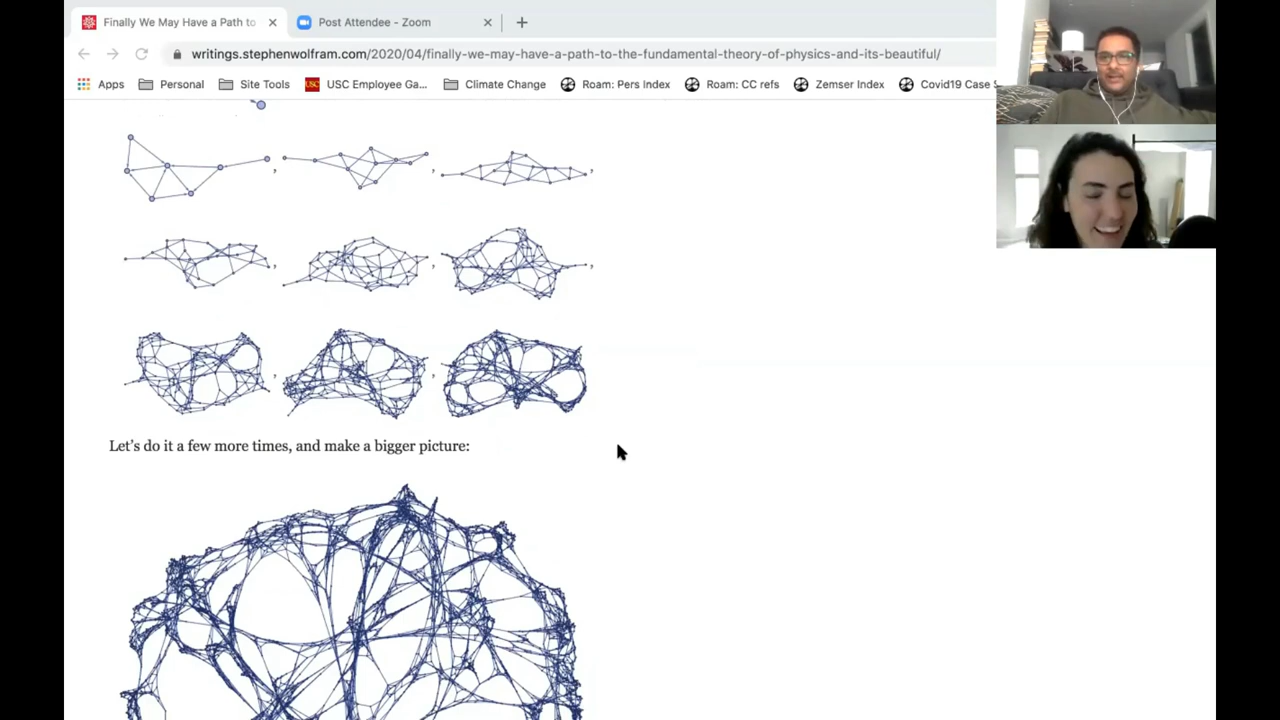 Finally We May Have a Path to
Post Attendee - Zoom
writings.stephenwolfram.com/2020/04/finally-we-may-have-a-path-to-the-fundamental-theory-of-physics-and-its-beautiful/
Apps Personal Site Tools USC USC Employee Ga... Climate Change Roam: Pers Index Roam: CC refs Zemser Index Covid19 Case S
, ,
,
, ,
,
, ,
,
Let's do it a few more times, and make a bigger picture: